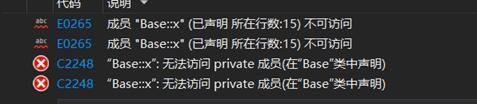 代码 说明
abc E0265 成员 "Base::x" (已声明 所在行数:15) 不可访问
abc E0265 成员 "Base::x" (已声明 所在行数:15) 不可访问
C2248 “Base::x”: 无法访问 private 成员(在“Base”类中声明)
C2248 “Base::x”: 无法访问 private 成员(在“Base”类中声明)